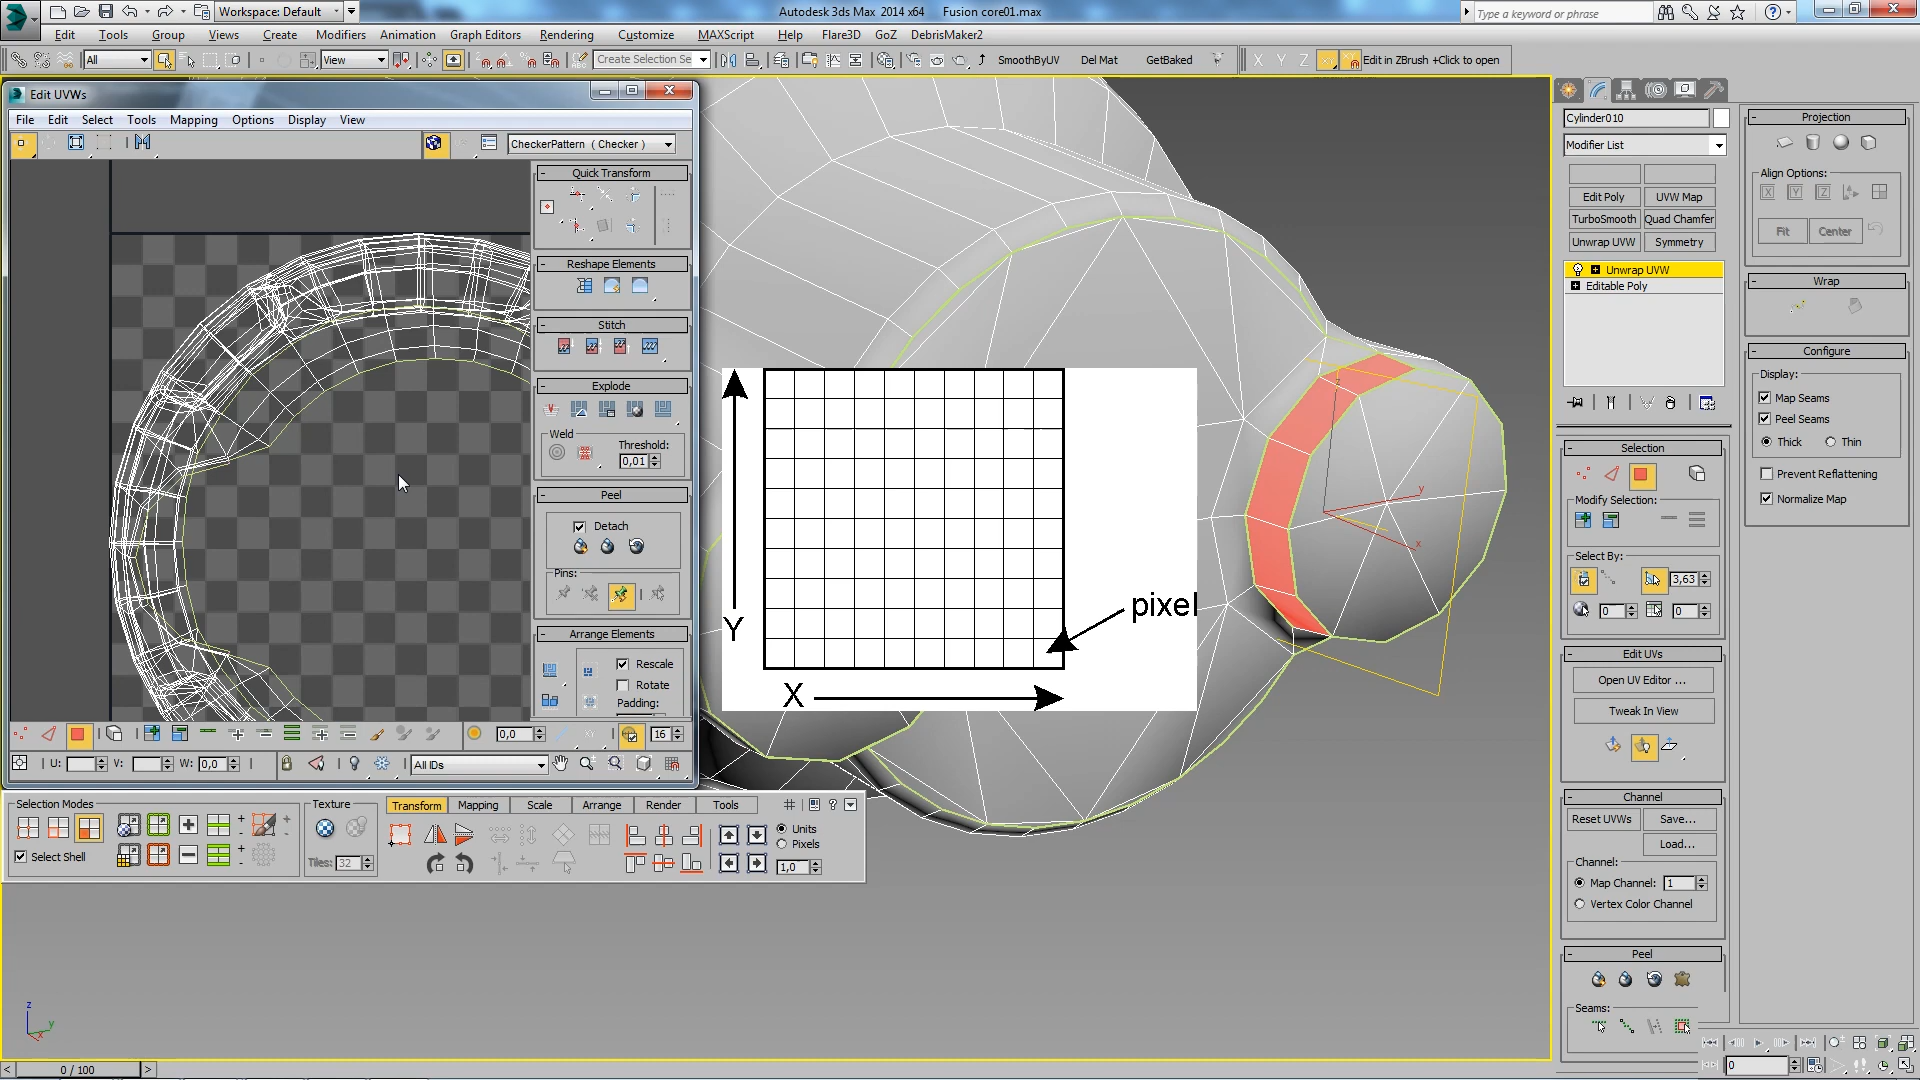 Workspace: Default
Autodesk 3ds Max 2014 x64 Fusion core01.max
Type a keyword or phrase
Edit Tools Group Views Create Modifiers Animation Graph Editors Rendering Customize MAXScript Help Flare3D GoZ DebrisMaker2
All View Create Selection Se SmoothByUV Del Mat GetBaked X Y Z Edit in ZBrush +Click to open
Edit UVWs
File Edit Select Tools Mapping Options Display View
CheckerPattern ( Checker )
Quick Transform
Reshape Elements
Stitch
Explode
Weld
Threshold:
0,01
Peel
Detach
Pins:
Arrange Elements
Rescale
Rotate
Padding:
0,0 16
U: V: W: 0,0 All IDs
Selection Modes
Select Shell
Texture
Tiles: 32
Transform Mapping Scale Arrange Render Tools
Units
Pixels
1,0
Y
X
pixel
z
y
x
z
y
x
0 / 100
Cylinder010
Modifier List
Edit Poly UVW Map
TurboSmooth Quad Chamfer
Unwrap UVW Symmetry
Unwrap UVW
Editable Poly
Selection
Modify Selection:
Select By:
3,63
0 0
Edit UVs
Open UV Editor ...
Tweak In View
Channel
Reset UVWs Save...
Load...
Channel:
Map Channel: 1
Vertex Color Channel
Peel
Seams:
Projection
Align Options:
X Y Z
Fit Center
Wrap
Configure
Display:
Map Seams
Peel Seams
Thick Thin
Prevent Reflattening
Normalize Map
0